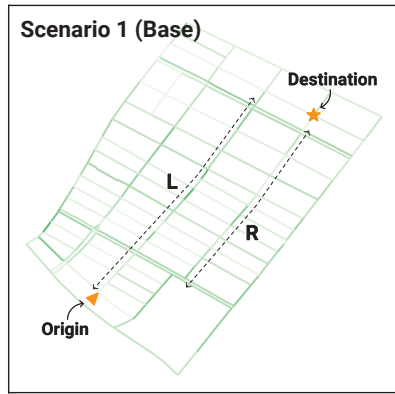 Scenario 1 (Base)
Destination
L
R
Origin